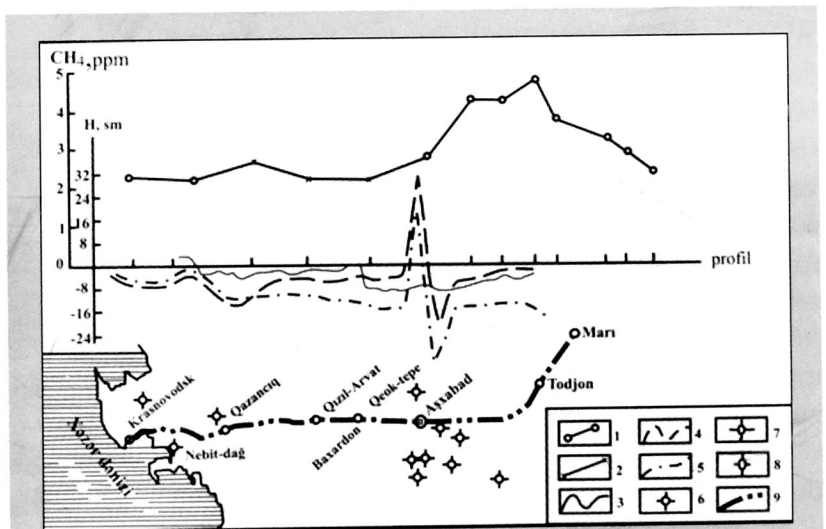 CH₄,ppm
5
4
3
2
1
0
H, sm
32
24
16
8
-8
-16
-24
profil
Marı
Todjon
Krasnovodsk
Qazancıq
Qızıl-Arvat
Qeok-tepe
Aşxabad
Baxardon
Nebit-dağ
Xəzər dənizi
1
2
3
4
5
6
7
8
9